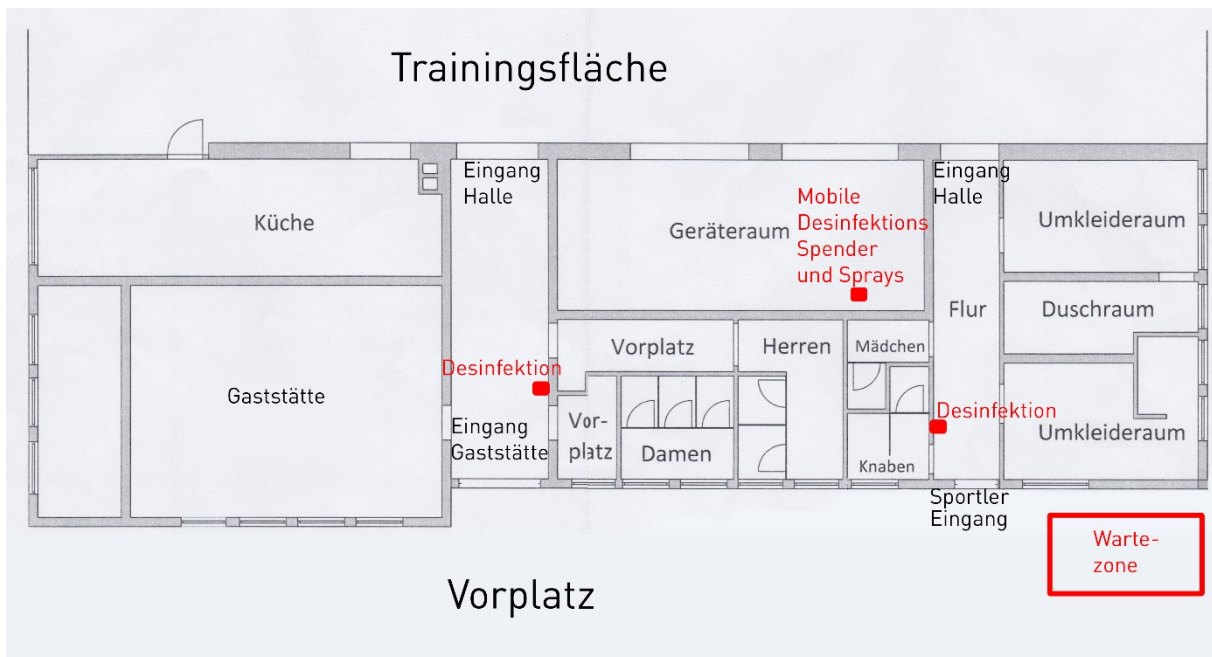 Trainingsfläche
Eingang
Halle
Küche
Geräteraum
Mobile
Desinfektions
Spender
und Sprays
Eingang
Halle
Umkleideraum
Flur
Duschraum
Vorplatz
Herren
Mädchen
Desinfektion
Gaststätte
Eingang
Gaststätte
Vor-
platz
Damen
Knaben
Desinfektion
Umkleideraum
Sportler
Eingang
Warte-
zone
Vorplatz